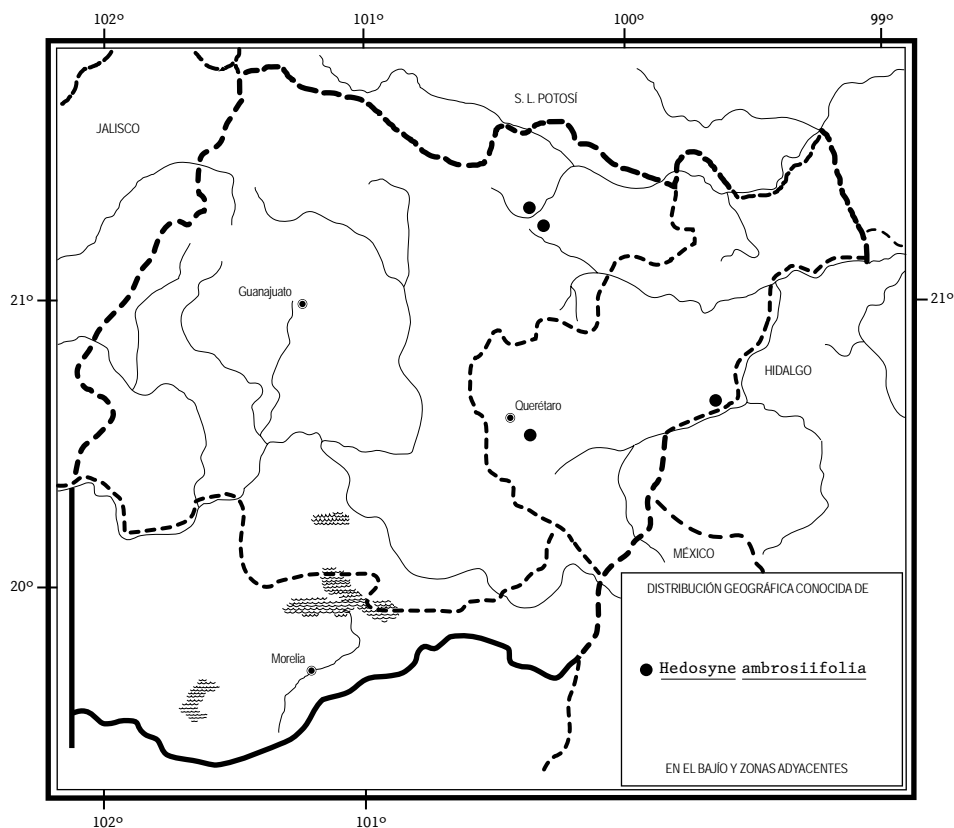 102º 101º 100º 99º
S. L. POTOSÍ
JALISCO
Guanajuato
21º 21º
HIDALGO
Querétaro
MÉXICO
20º
DISTRIBUCIÓN GEOGRÁFICA CONOCIDA DE
Morelia
Hedosyne ambrosiifolia
EN EL BAJÍO Y ZONAS ADYACENTES
102º 101º